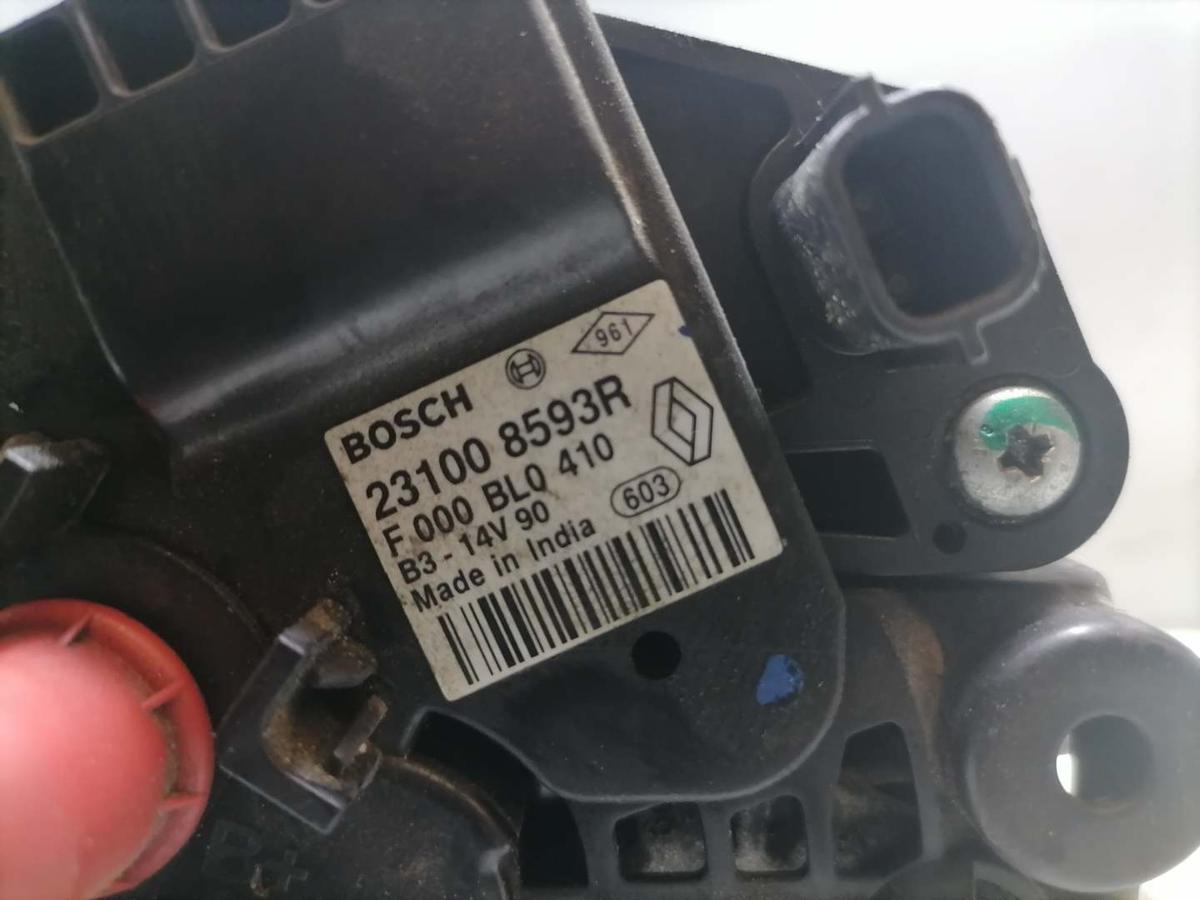 961
BOSCH
23100 8593R
F 000 BL0 410
B3 - 14V 90
603
Made in India
B+